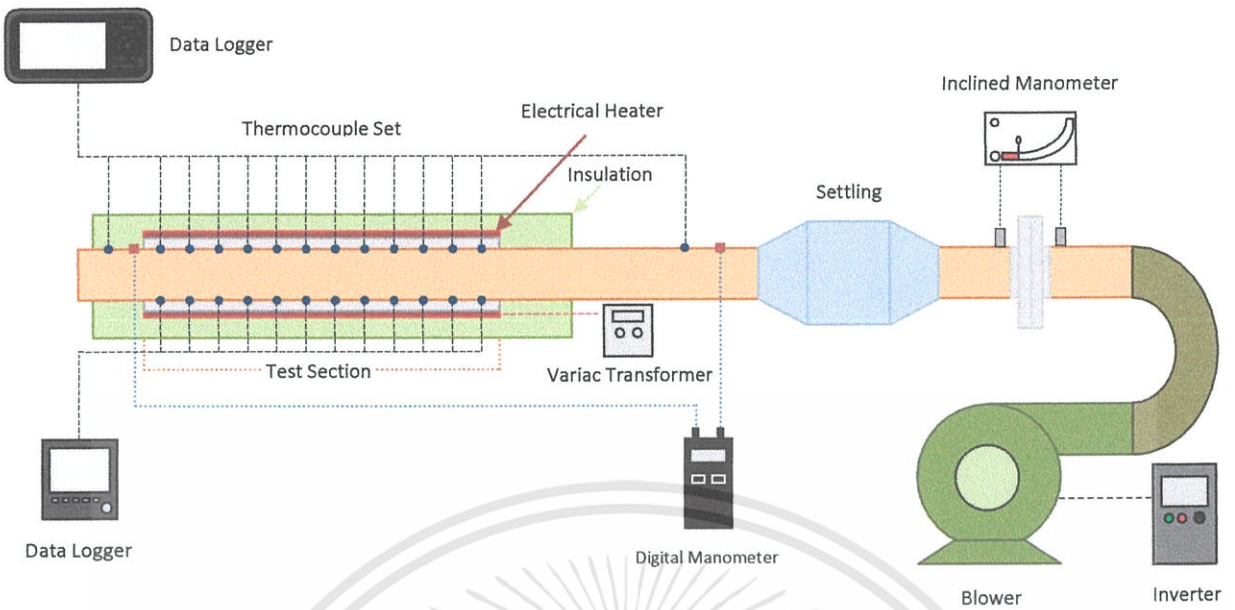 Data Logger
Inclined Manometer
Electrical Heater
Thermocouple Set
Insulation
Settling
Test Section
Variac Transformer
Data Logger
Digital Manometer
Blower
Inverter